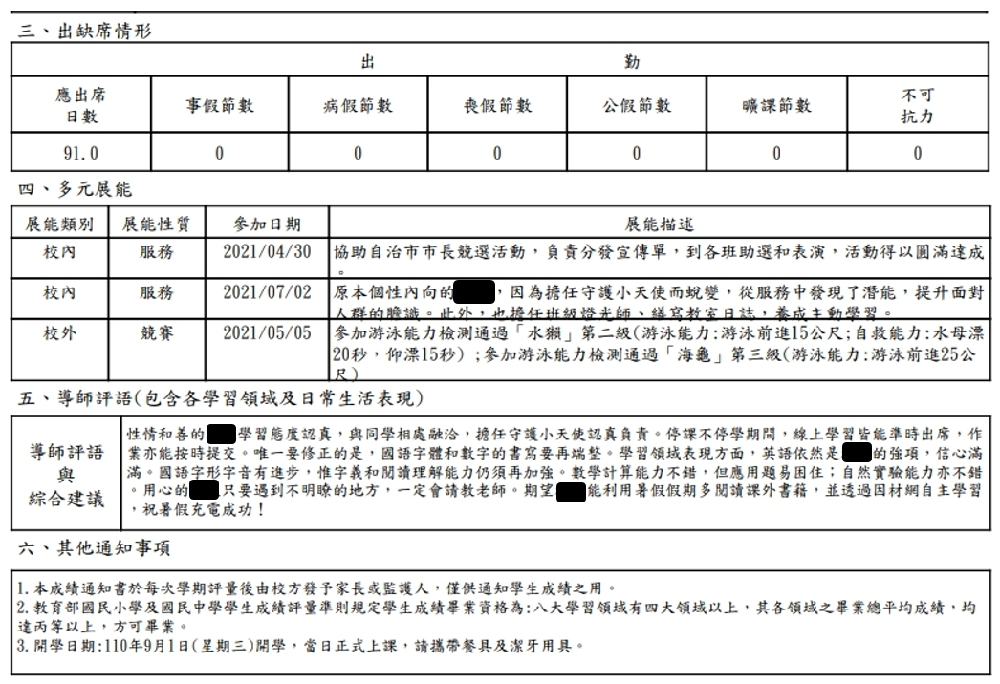 三、出缺席情形
出 勤
應出席日數 事假節數 病假節數 喪假節數 公假節數 曠課節數 不可抗力
91.0 0 0 0 0 0 0
四、多元展能
展能類別 展能性質 參加日期 展能描述
校內 服務 2021/04/30 協助自治市市長競選活動，負責分發宣傳單，到各班助選和表演，活動得以圓滿達成
。
校內 服務 2021/07/02 原本個性內向的，因為擔任守護小天使而蛻變，從服務中發現了潛能，提升面對
人群的膽識。此外，也擔任班級燈光師、繕寫教室日誌，養成主動學習。
校外 競賽 2021/05/05 參加游泳能力檢測通過「水獺」第二級(游泳能力:游泳前進15公尺;自救能力:水母漂
20秒，仰漂15秒) ;參加游泳能力檢測通過「海龜」第三級(游泳能力:游泳前進25公
尺)
五、導師評語(包含各學習領域及日常生活表現)
導師評語
與
綜合建議
性情和善的學習態度認真，與同學相處融洽，擔任守護小天使認真負責。停課不停學期間，線上學習皆能準時出席，作
業亦能按時提交。唯一要修正的是，國語字體和數字的書寫要再端整。學習領域表現方面，英語依然是的強項，信心滿
滿。國語字形字音有進步，惟字義和閱讀理解能力仍須再加強。數學計算能力不錯，但應用題易困住；自然實驗能力亦不錯
。用心的只要遇到不明瞭的地方，一定會請教老師。期望能利用暑假假期多閱讀課外書籍，並透過因材網自主學習
，祝暑假充電成功！
六、其他通知事項
1.本成績通知書於每次學期評量後由校方發予家長或監護人，僅供通知學生成績之用。
2.教育部國民小學及國民中學學生成績評量準則規定學生成績畢業資格為:八大學習領域有四大領域以上，其各領域之畢業總平均成績，均
達丙等以上，方可畢業。
3.開學日期:110年9月1日(星期三)開學，當日正式上課，請攜帶餐具及潔牙用具。